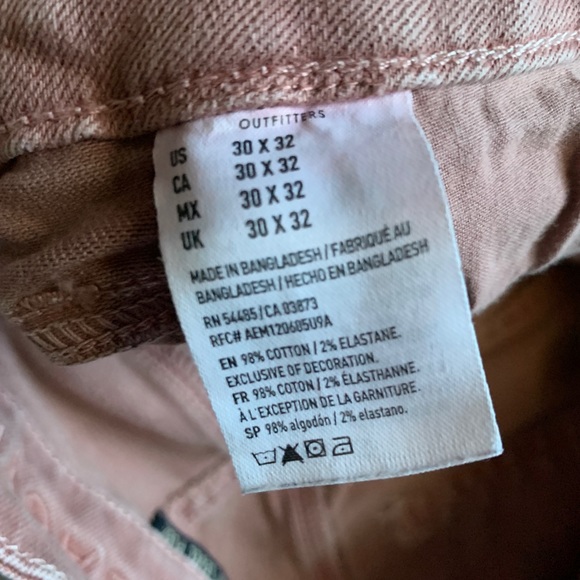 OUTFITTERS
US 30 X 32
CA 30 X 32
MX 30 X 32
UK 30 X 32
MADE IN BANGLADESH / FABRIQUÉ AU
BANGLADESH / HECHO EN BANGLADESH
RN 54485 / CA 03873
RFC# AEM120605U9A
EN 98% COTTON / 2% ELASTANE.
EXCLUSIVE OF DECORATION.
FR 98% COTON / 2% ÉLASTHANNE.
À L'EXCEPTION DE LA GARNITURE.
SP 98% algodón / 2% elastano.